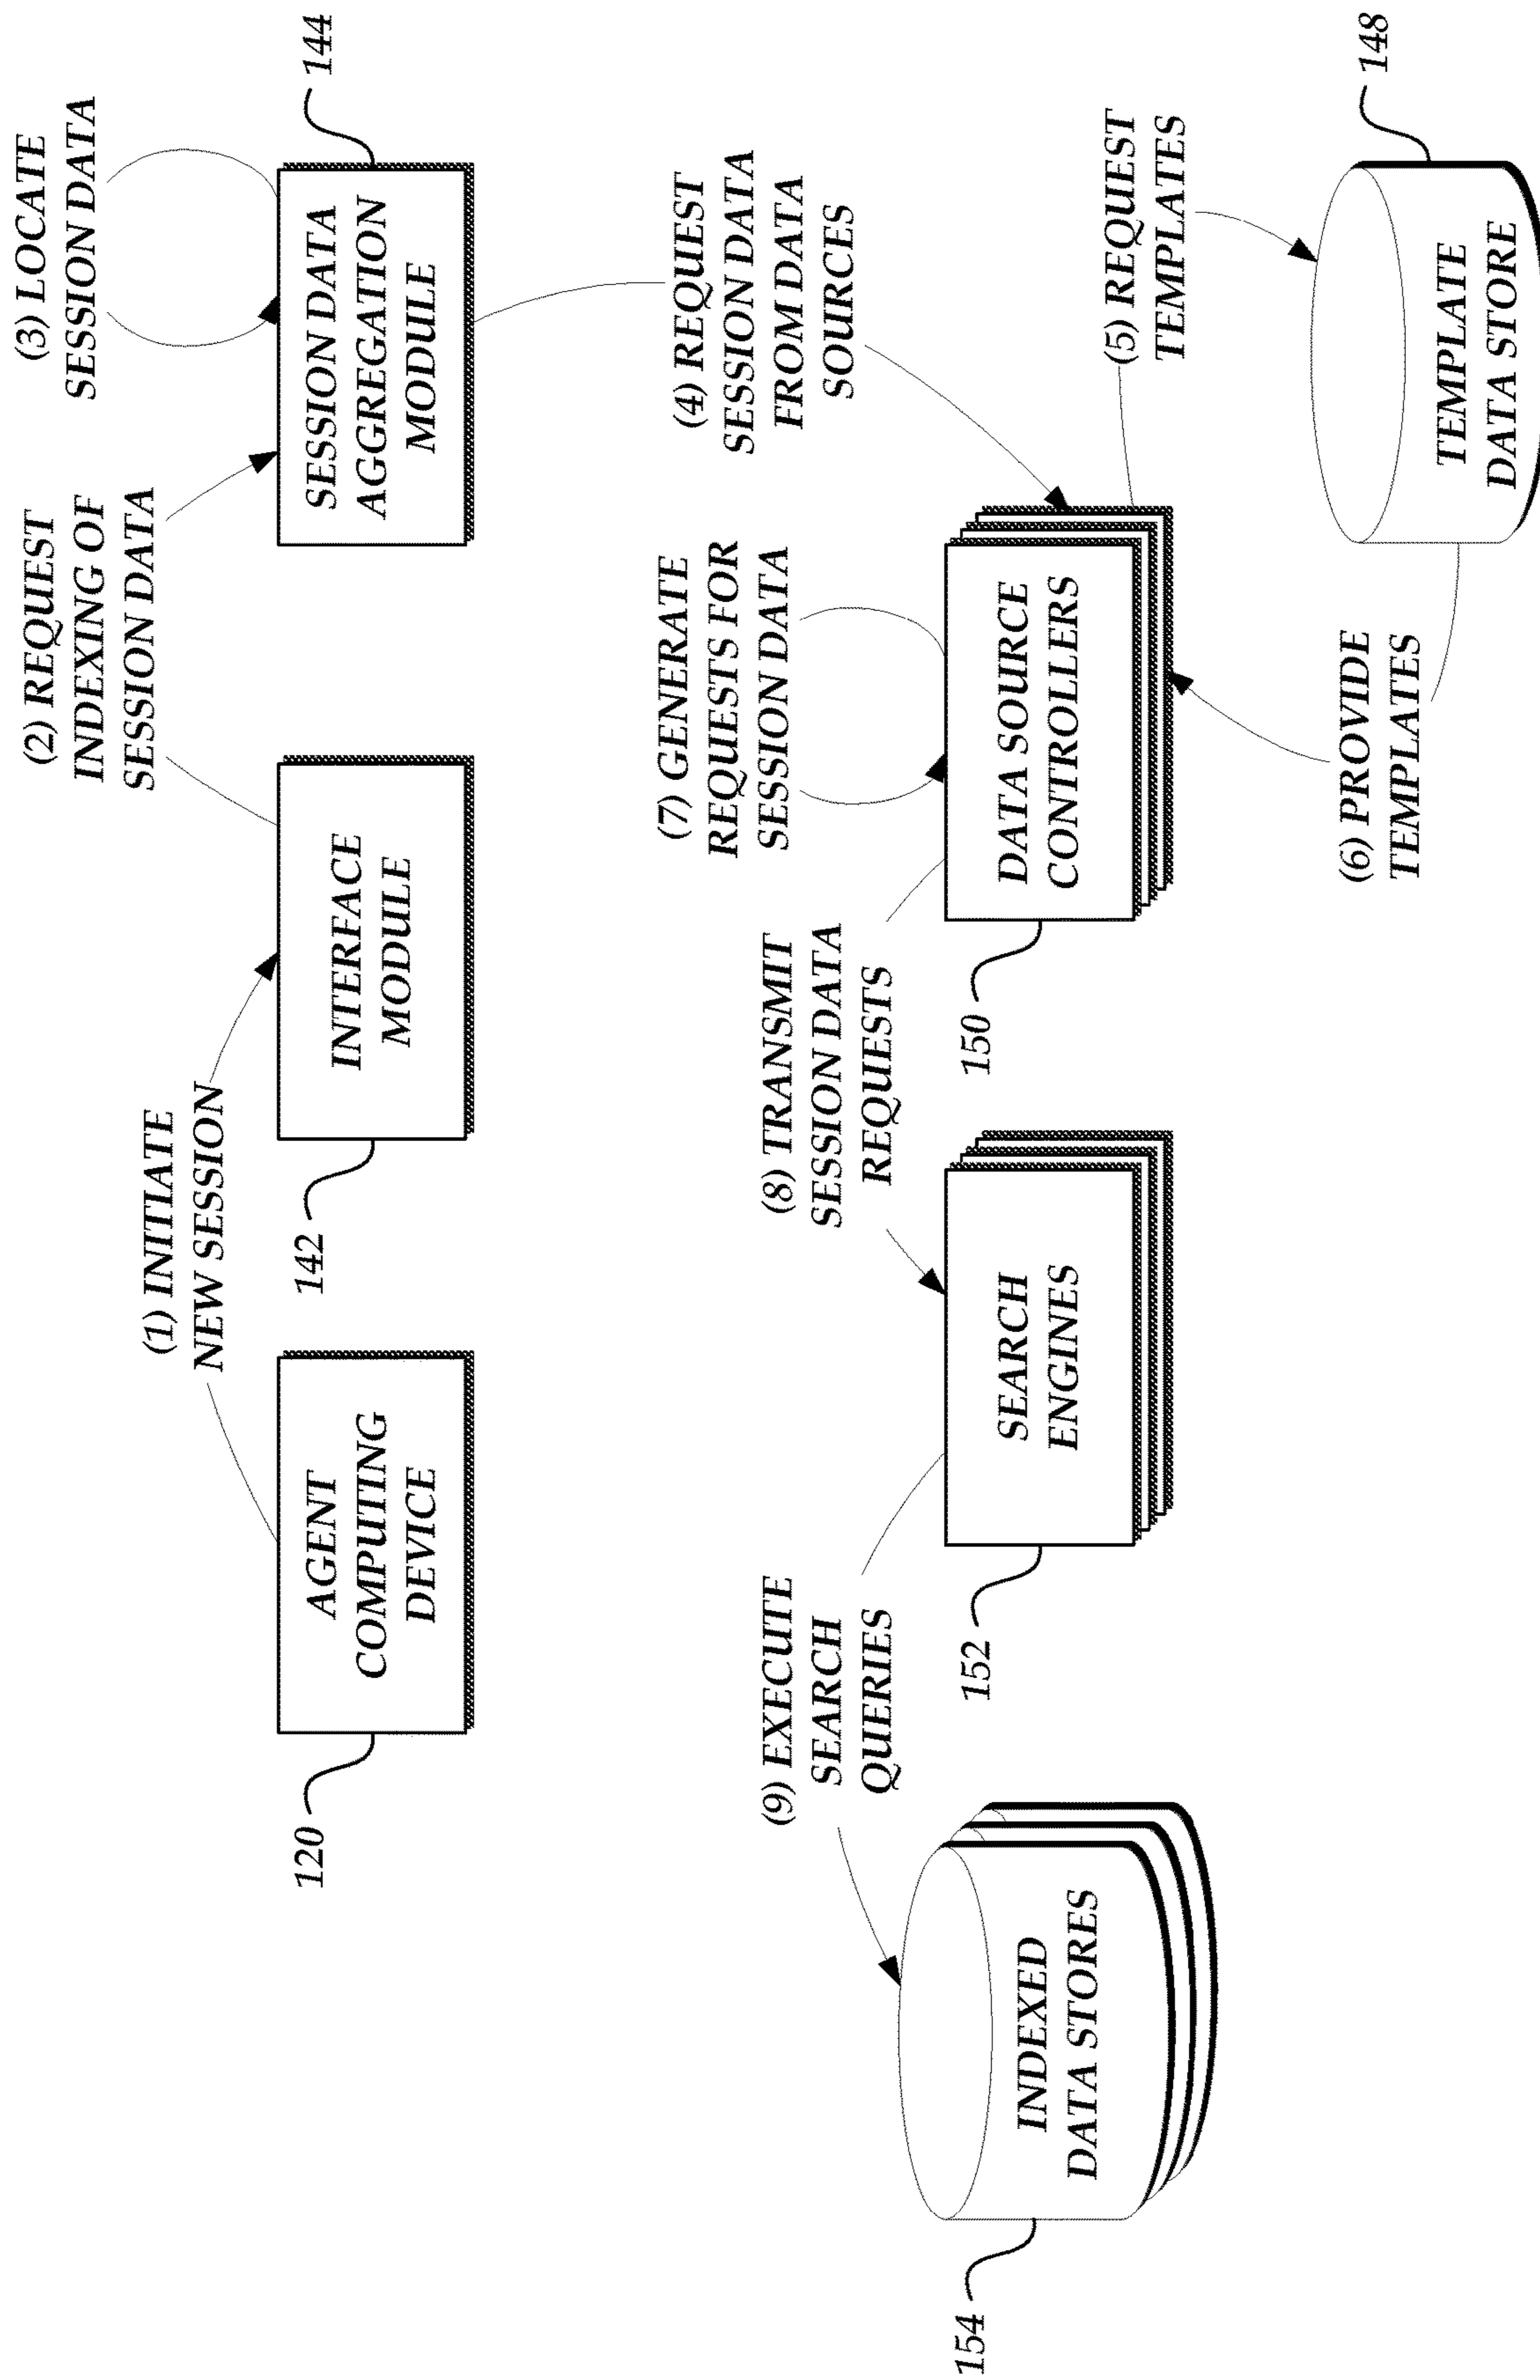 (1) INITIATE
NEW SESSION
(2) REQUEST
INDEXING OF
SESSION DATA
(3) LOCATE
SESSION DATA
AGENT
COMPUTING
DEVICE
120
INTERFACE
MODULE
142
SESSION DATA
AGGREGATION
MODULE
144
(4) REQUEST
SESSION DATA
FROM DATA
SOURCES
(7) GENERATE
REQUESTS FOR
SESSION DATA
(8) TRANSMIT
SESSION DATA
REQUESTS
(9) EXECUTE
SEARCH
QUERIES
INDEXED
DATA STORES
154
SEARCH
ENGINES
152
DATA SOURCE
CONTROLLERS
150
(5) REQUEST
TEMPLATES
(6) PROVIDE
TEMPLATES
TEMPLATE
DATA STORE
148